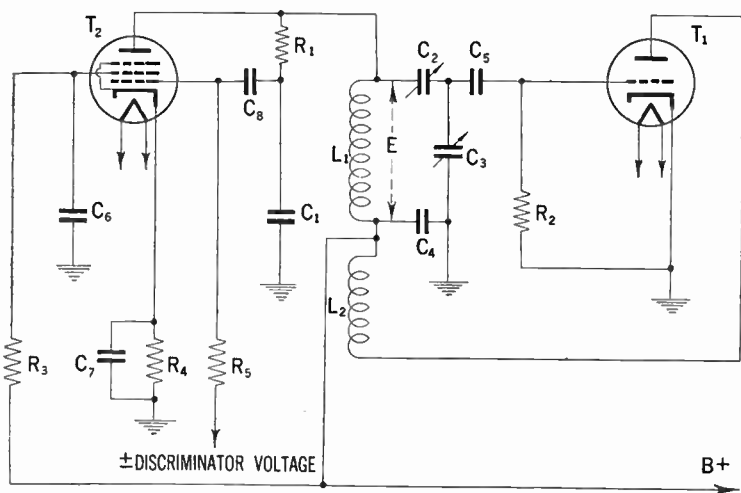 T2
R1
C2
C5
T1
C8
L1
E
C3
R2
C6
C1
C4
L2
R3
C7
R4
R5
±DISCRIMINATOR VOLTAGE
B+